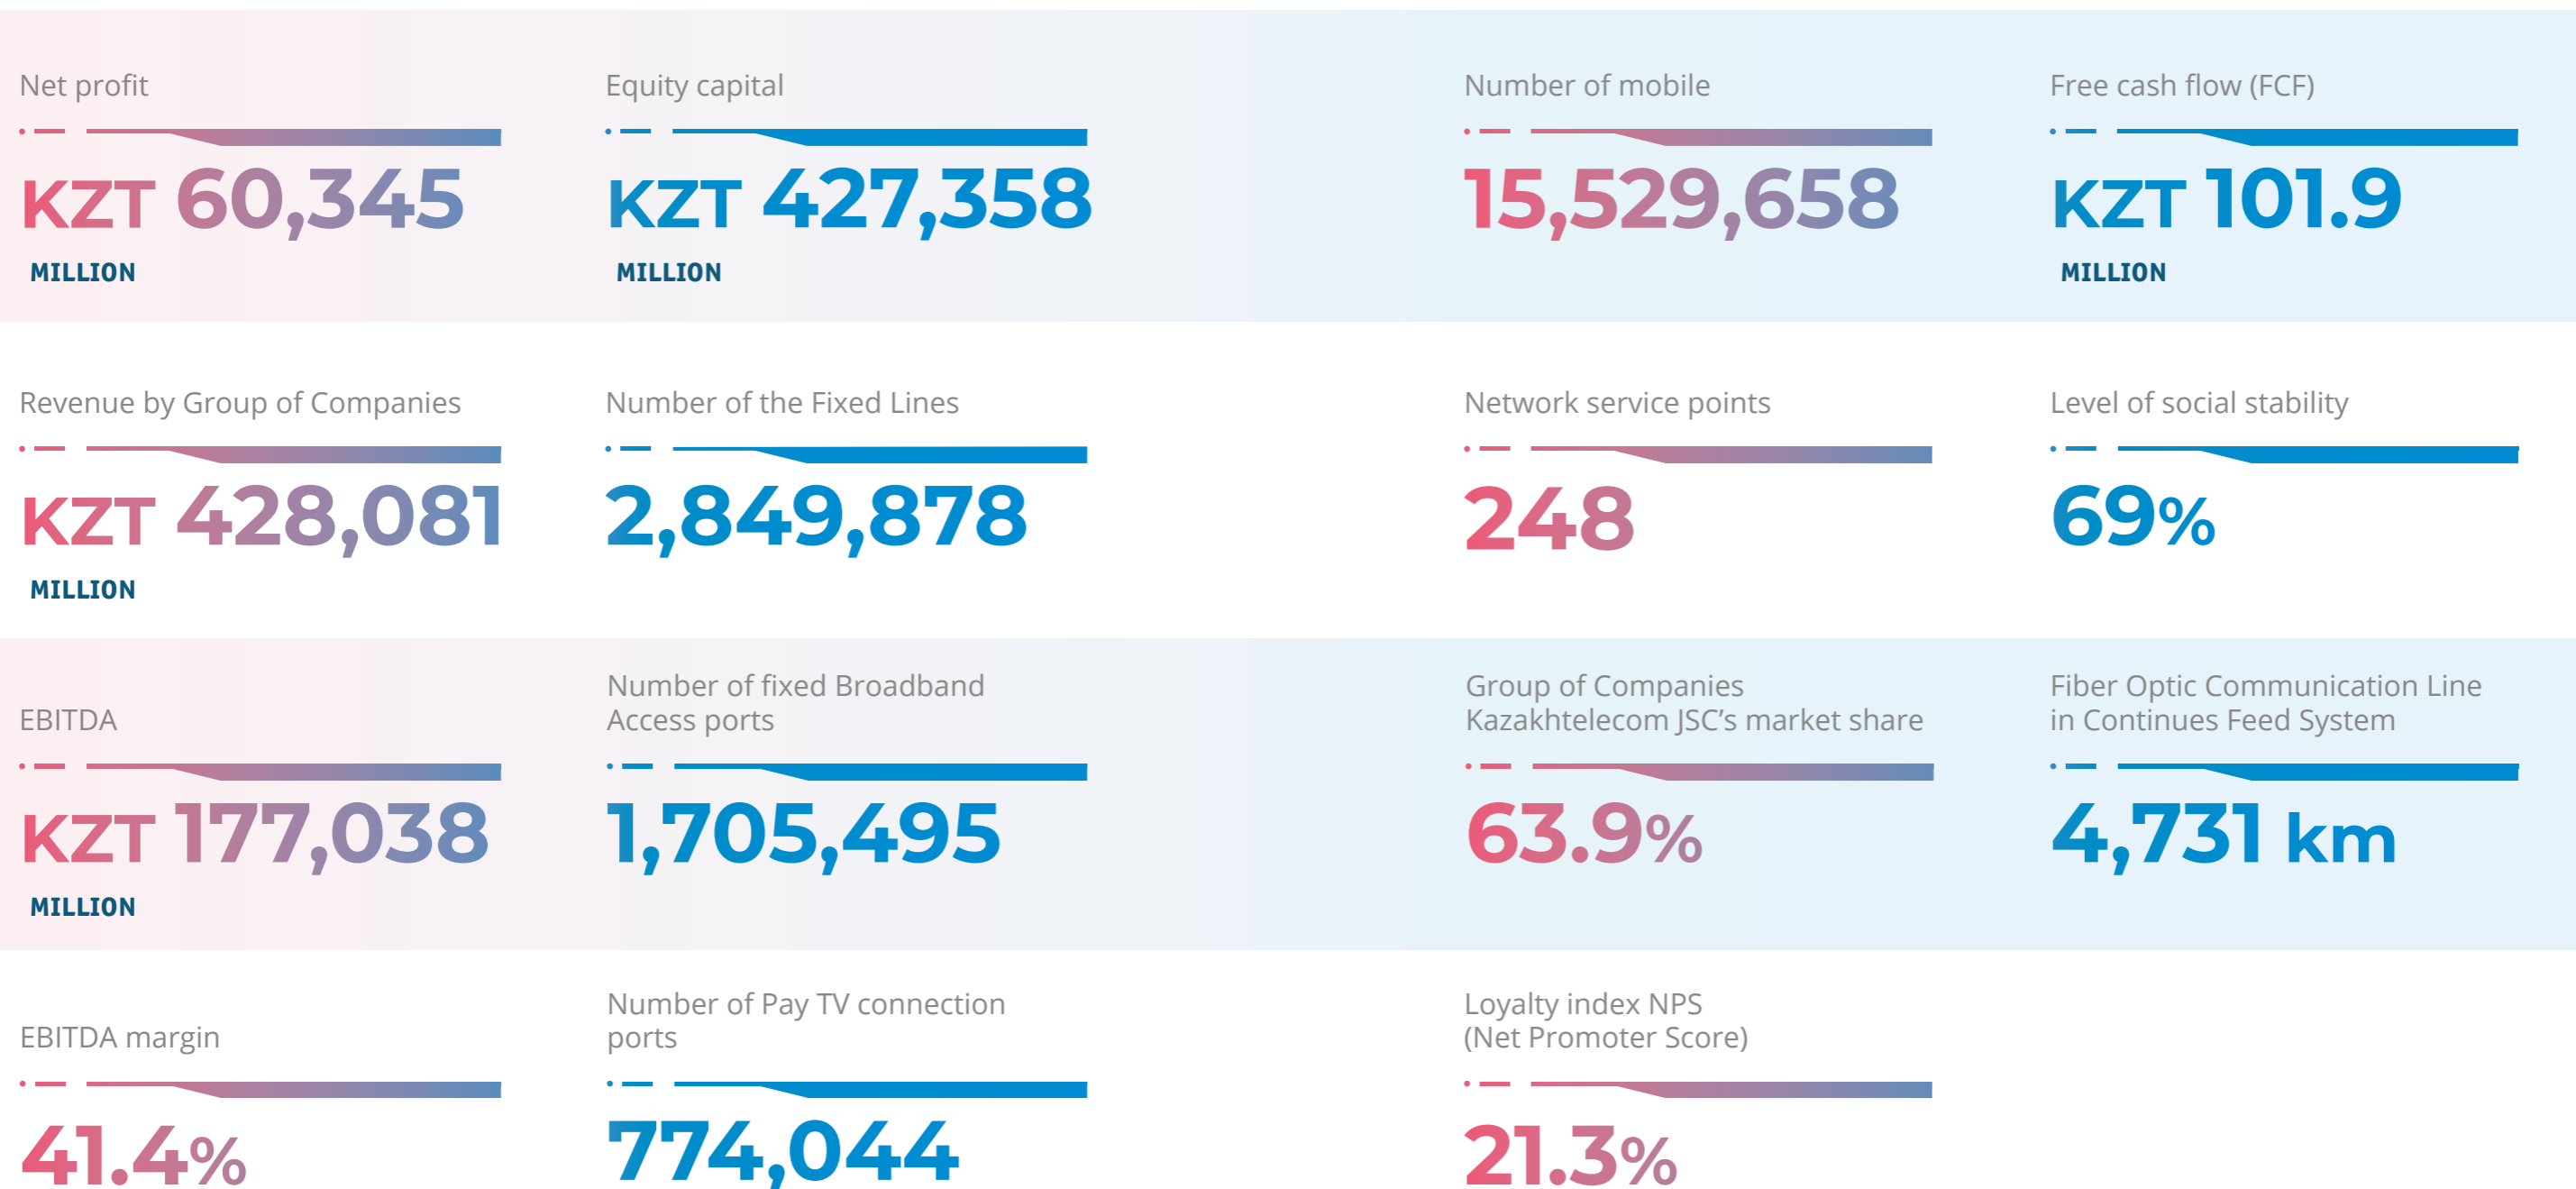 Net profit
KZT 60,345
MILLION
Equity capital
KZT 427,358
MILLION
Number of mobile
15,529,658
Free cash flow (FCF)
KZT 101.9
MILLION
Revenue by Group of Companies
KZT 428,081
MILLION
Number of the Fixed Lines
2,849,878
Network service points
248
Level of social stability
69%
EBITDA
KZT 177,038
MILLION
Number of fixed Broadband
Access ports
1,705,495
Group of Companies
Kazakhtelecom JSC’s market share
63.9%
Fiber Optic Communication Line
in Continues Feed System
4,731 km
EBITDA margin
41.4%
Number of Pay TV connection
ports
774,044
Loyalty index NPS
(Net Promoter Score)
21.3%